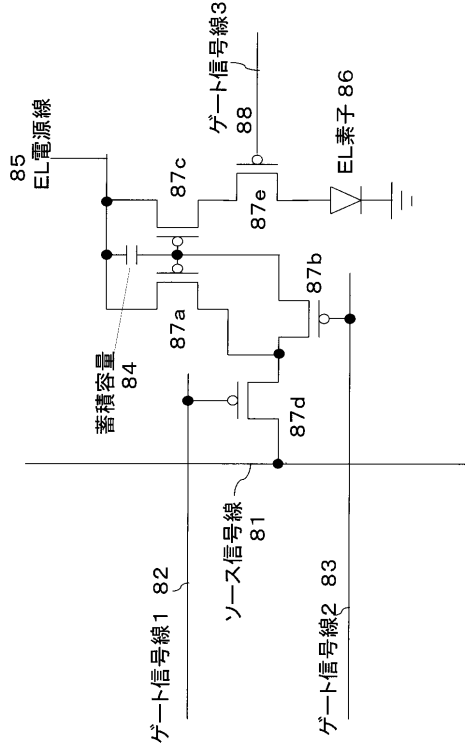 85
EL電源線
ゲート信号線3
88
EL素子 86
87c
87e
87b
87a
87d
蓄積容量
84
ソース信号線
81
ゲート信号線1
82
ゲート信号線2 83